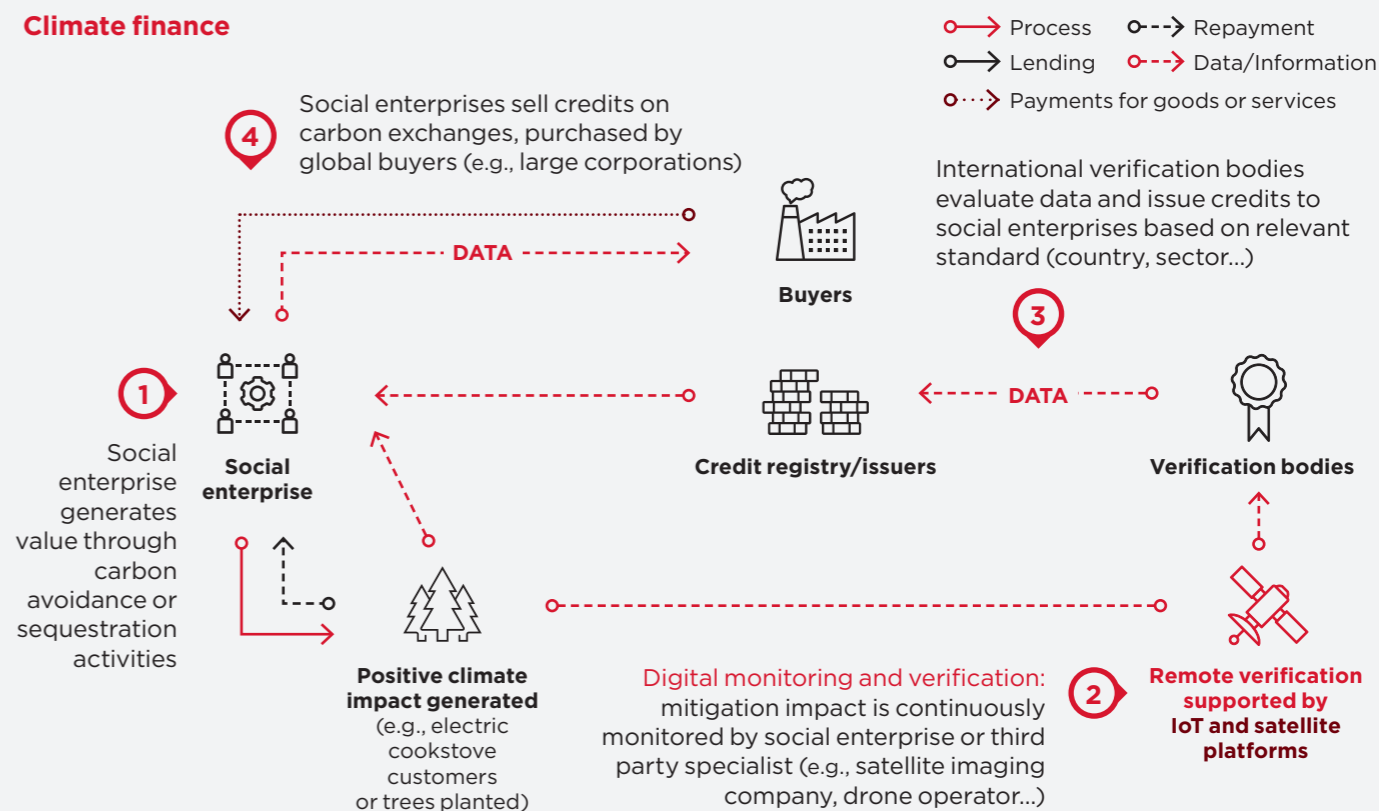 Climate finance
Process
Repayment
Lending
Data/Information
Payments for goods or services
4
Social enterprises sell credits on
carbon exchanges, purchased by
global buyers (e.g., large corporations)
International verification bodies
evaluate data and issue credits to
social enterprises based on relevant
standard (country, sector...)
DATA
Buyers
3
1
DATA
Social
enterprise
generates
value through
carbon
avoidance or
sequestration
activities
Social
enterprise
Credit registry/issuers
Verification bodies
Positive climate
impact generated
(e.g., electric
cookstove
customers
or trees planted)
Digital monitoring and verification:
mitigation impact is continuously
monitored by social enterprise or third
party specialist (e.g., satellite imaging
company, drone operator...)
2
Remote verification
supported by
IoT and satellite
platforms